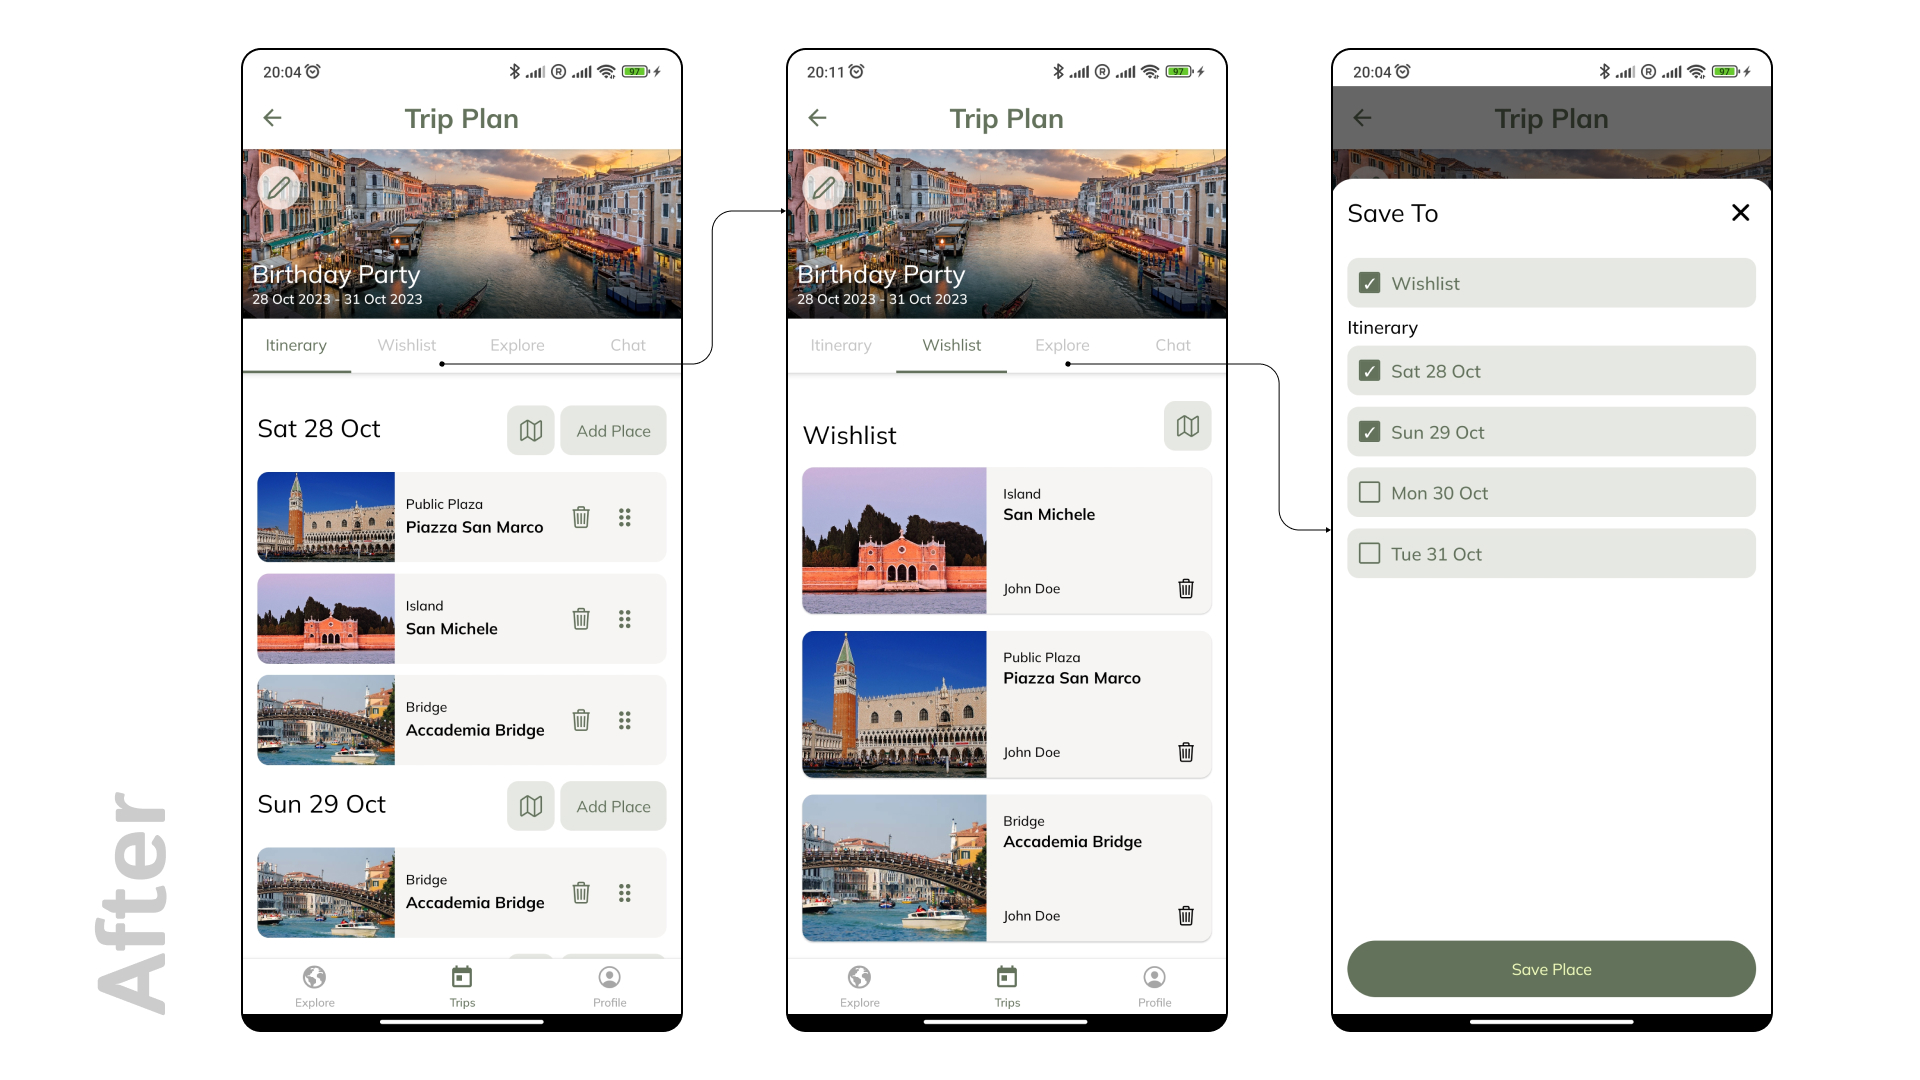 After
20:04
97
Trip Plan
Birthday Party
28 Oct 2023 - 31 Oct 2023
Itinerary
Wishlist
Explore
Chat
Sat 28 Oct
Add Place
Public Plaza
Piazza San Marco
Island
San Michele
Bridge
Accademia Bridge
Sun 29 Oct
Add Place
Bridge
Accademia Bridge
Explore
Trips
Profile
20:11
97
Trip Plan
Birthday Party
28 Oct 2023 - 31 Oct 2023
Itinerary
Wishlist
Explore
Chat
Wishlist
Island
San Michele
John Doe
Public Plaza
Piazza San Marco
John Doe
Bridge
Accademia Bridge
John Doe
Explore
Trips
Profile
20:04
97
Trip Plan
Save To
Wishlist
Itinerary
Sat 28 Oct
Sun 29 Oct
Mon 30 Oct
Tue 31 Oct
Save Place